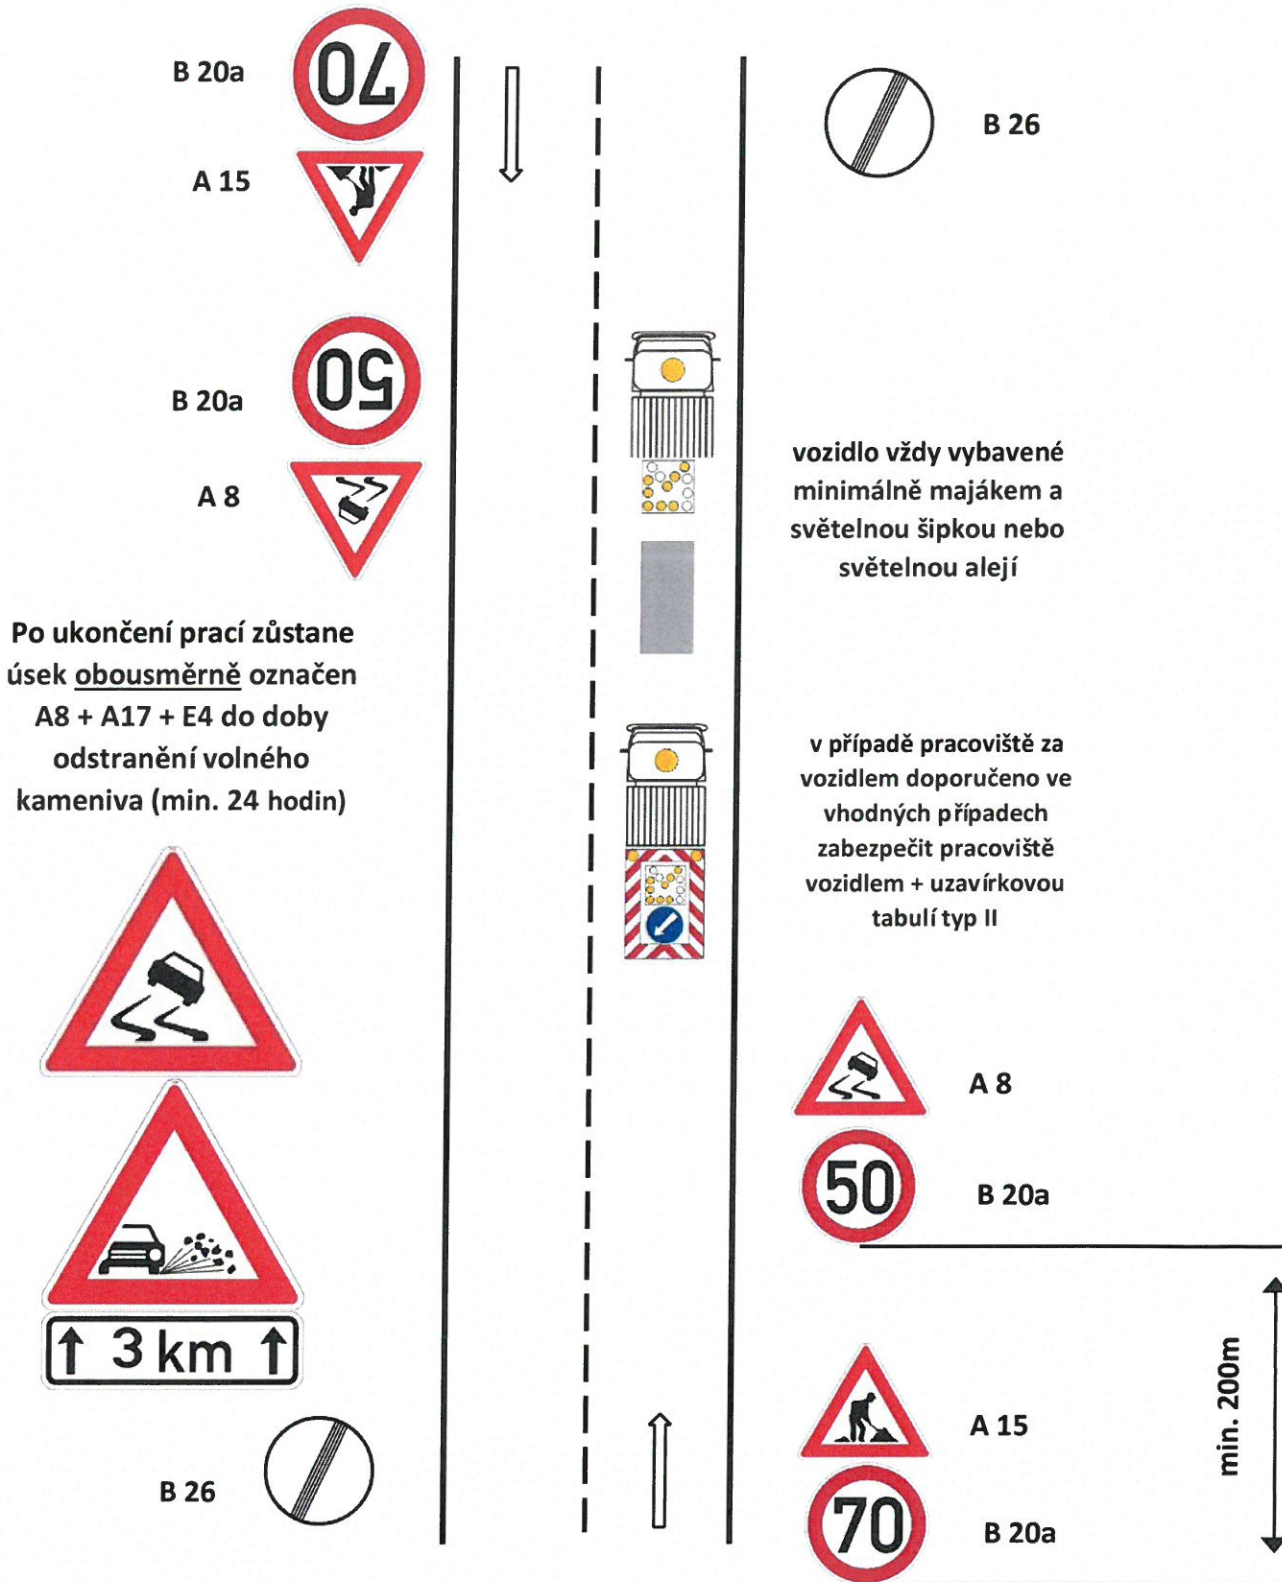 B 20a
70
A 15
B 26
B 20a
50
A 8
vozidlo vždy vybavené
minimálně majákem a
světelnou šipkou nebo
světelnou alejí
Po ukončení prací zůstane
úsek obousměrně označen
A8 + A17 + E4 do doby
odstranění volného
kameniva (min. 24 hodin)
v případě pracoviště za
vozidlem doporučeno ve
vhodných případech
zabezpečit pracoviště
vozidlem + uzavírkovou
tabulí typ II
A 8
50
B 20a
↑ 3 km ↑
min. 200m
A 15
B 26
70
B 20a